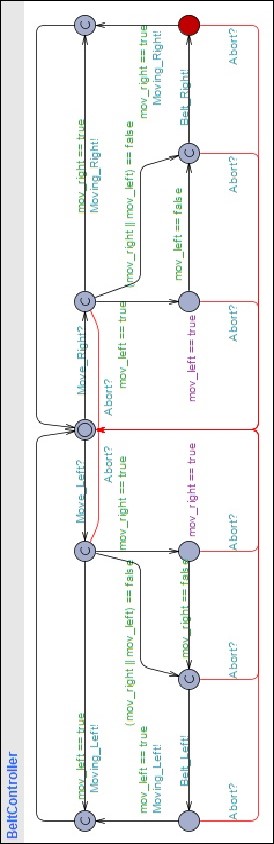 BeltController
mov_left == true
Moving_Left!
mov_left == true
Moving_Left!
Belt_Left!
Abort?
(mov_right || mov_left) == false
mov_right == false
Abort?
Move_Left?
mov_right == true
mov_right == true
Abort?
Abort?
Abort?
Move_Right?
mov_left == true
mov_left == true
Abort?
mov_right == true
Moving_Right!
(mov_right || mov_left) == false
mov_left == false
Abort?
mov_right == true
Moving_Right!
Belt_Right!
Abort?
C
C
C
C
C
C